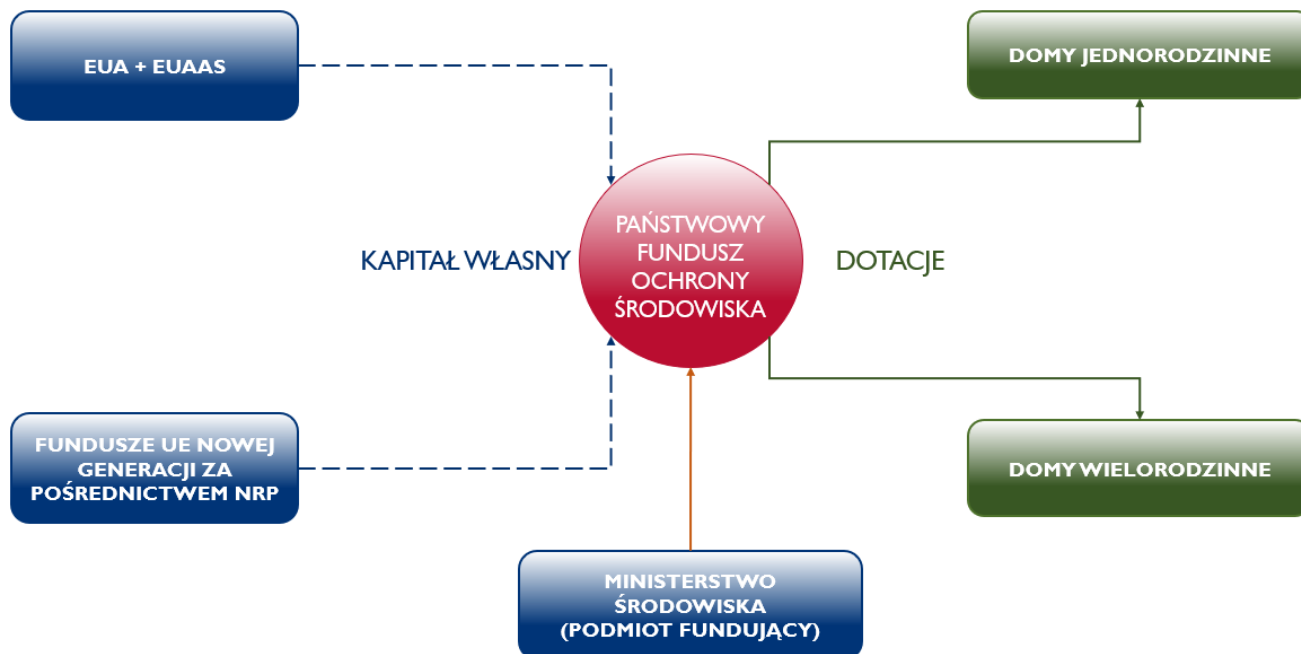 EUA + EUAAS
DOMY JEDNORODZINNE
PAŃSTWOWY
FUNDUSZ
OCHRONY
ŚRODOWISKA
KAPITAŁ WŁASNY
DOTACJE
FUNDUSZE UE NOWEJ
GENERACJI ZA
POŚREDNICTWEM NRP
DOMY WIELORODZINNE
MINISTERSTWO
ŚRODOWISKA
(PODMIOT FUNDUJĄCY)